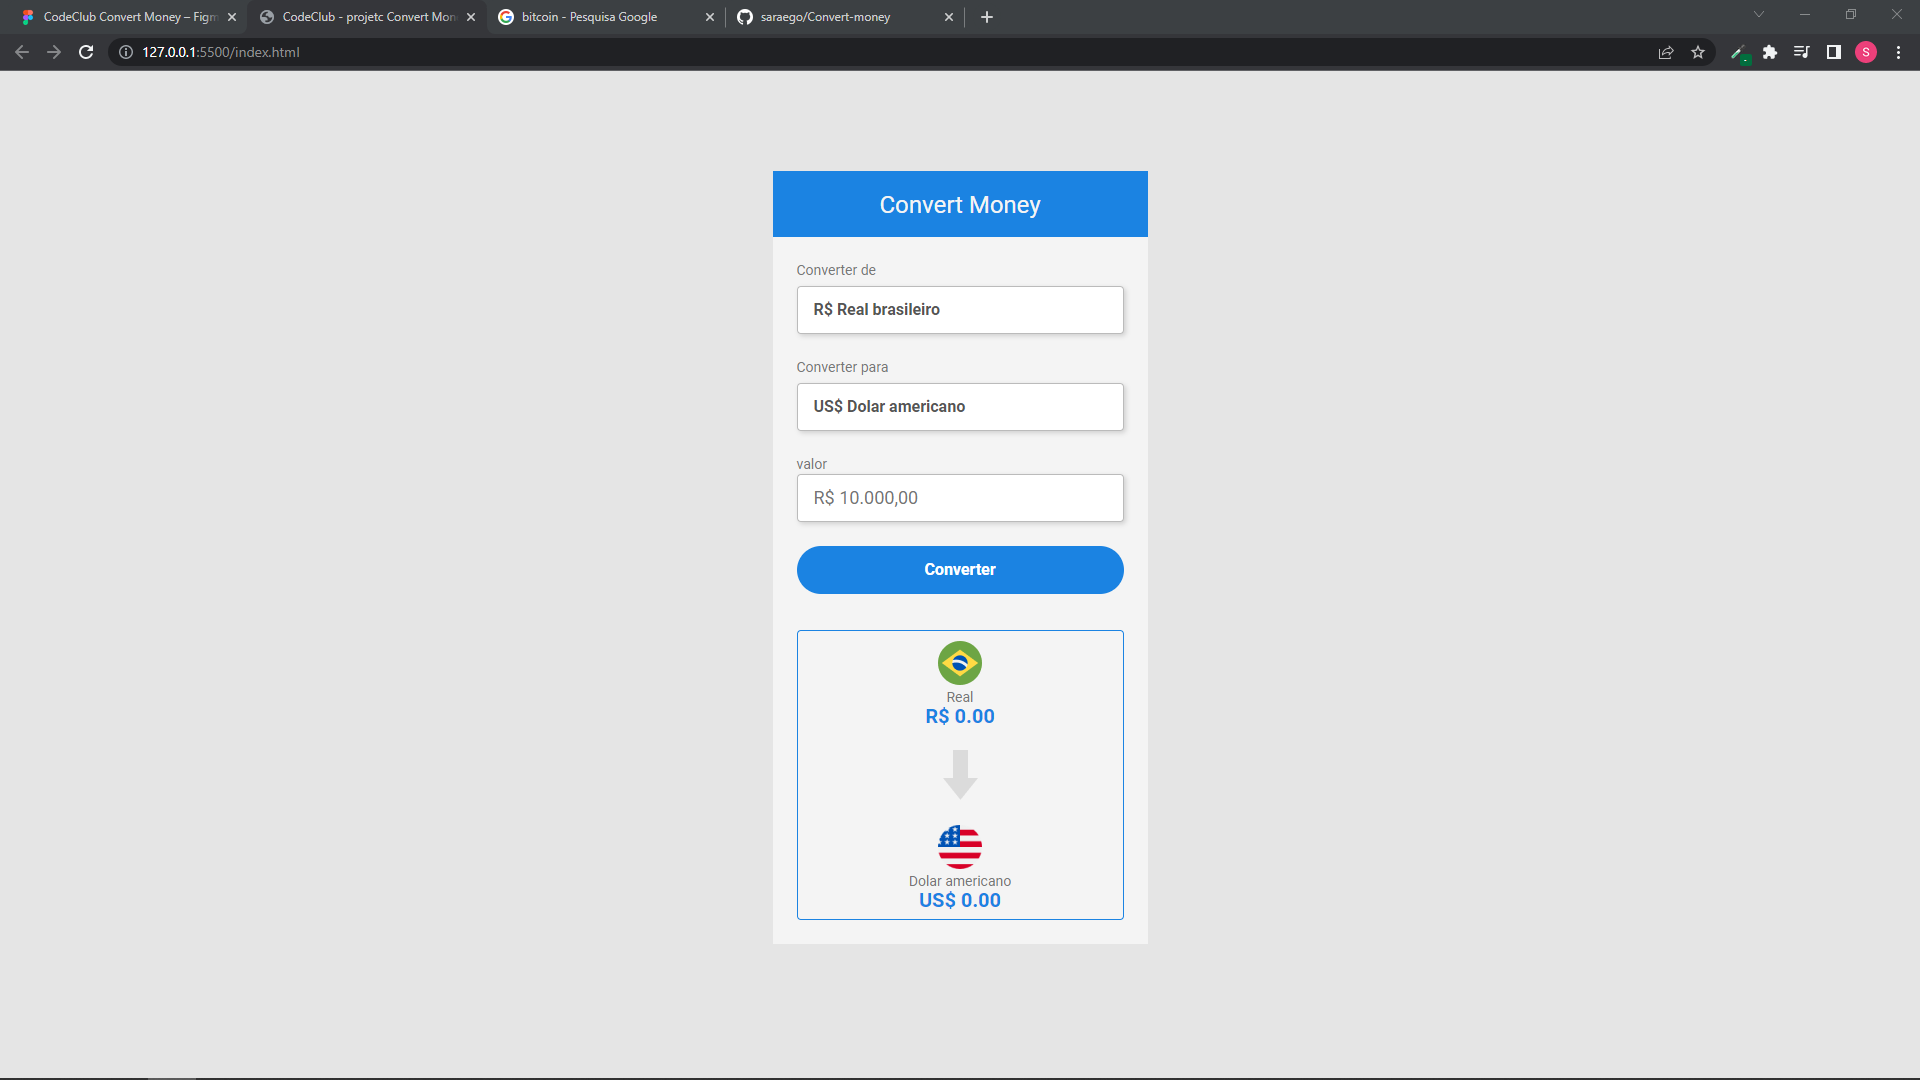 CodeClub Convert Money – Figm
CodeClub - projetc Convert Mon
bitcoin - Pesquisa Google
saraego/Convert-money
127.0.0.1:5500/index.html
S
Convert Money
Converter de
R$ Real brasileiro
Converter para
US$ Dolar americano
valor
R$ 10.000,00
Converter
Real
R$ 0.00
Dolar americano
US$ 0.00